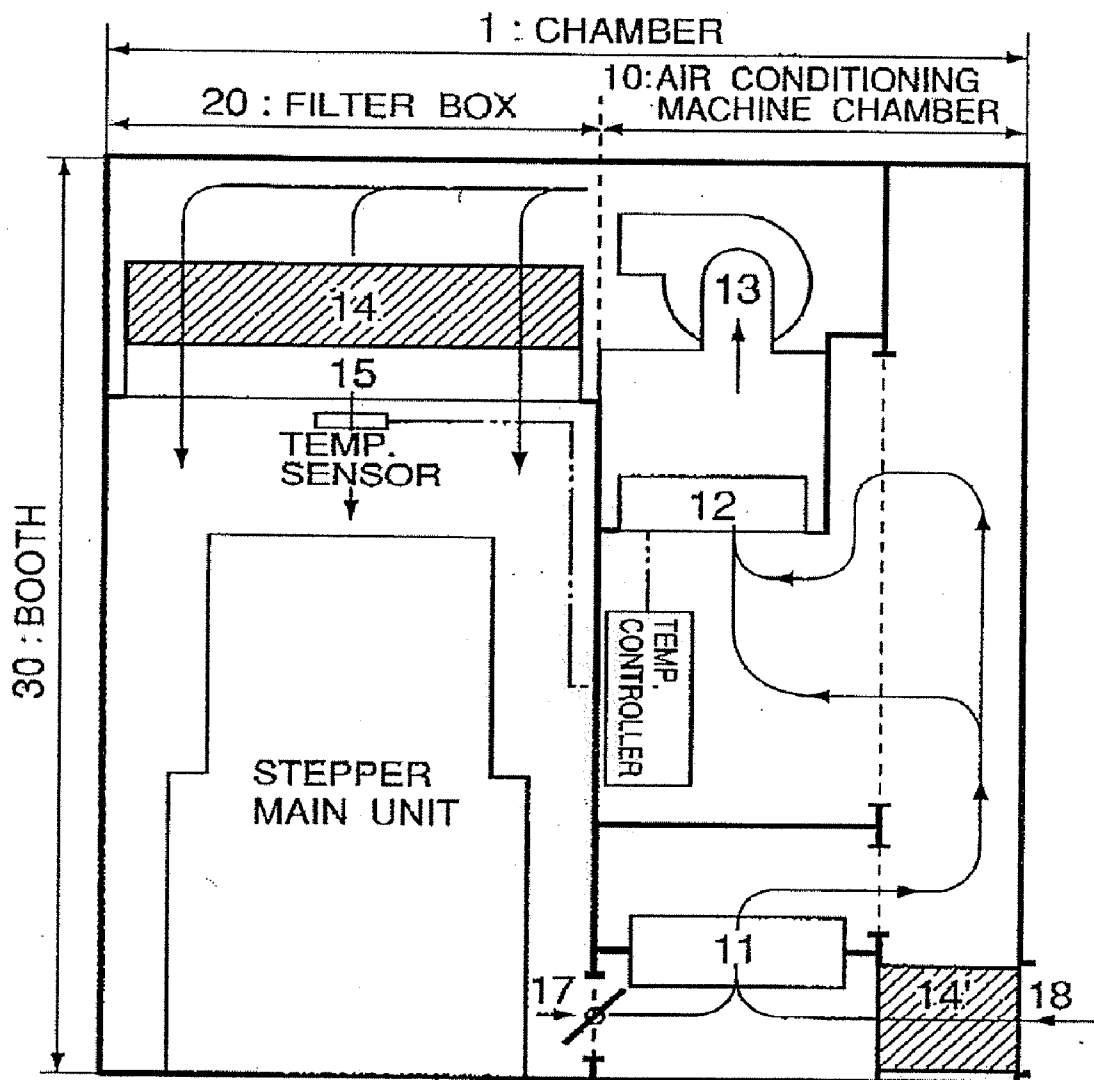 1 : CHAMBER
20 : FILTER BOX
10:AIR CONDITIONING
MACHINE CHAMBER
14
13
15
TEMP.
SENSOR
12
30 : BOOTH
TEMP.
CONTROLLER
STEPPER
MAIN UNIT
11
17
14'
18